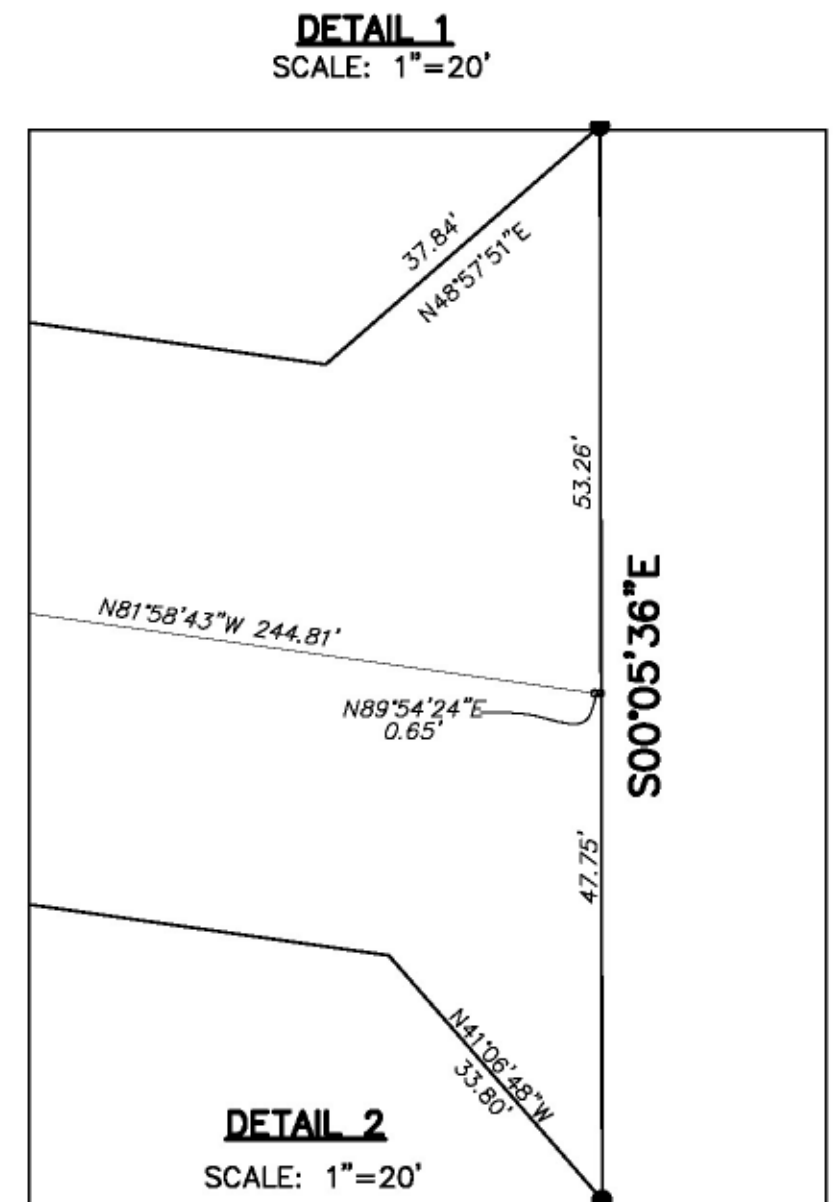 DETAIL 1
SCALE: 1"=20'
37.84'
N48°57'51"E
53.26'
S00°05'36"E
N81°58'43"W 244.81'
N89°54'24"E
0.65'
47.75'
N41°06'48"W
33.80'
DETAIL 2
SCALE: 1"=20'